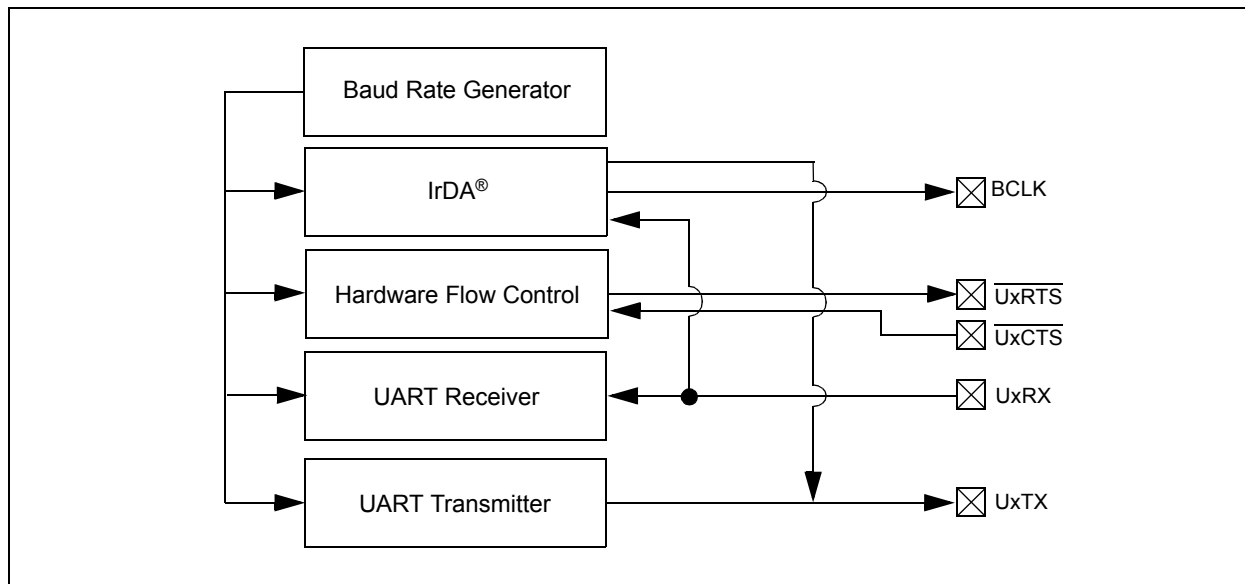 Baud Rate Generator
IrDA®
BCLK
Hardware Flow Control
UxRTS
UxCTS
UART Receiver
UxRX
UART Transmitter
UxTX